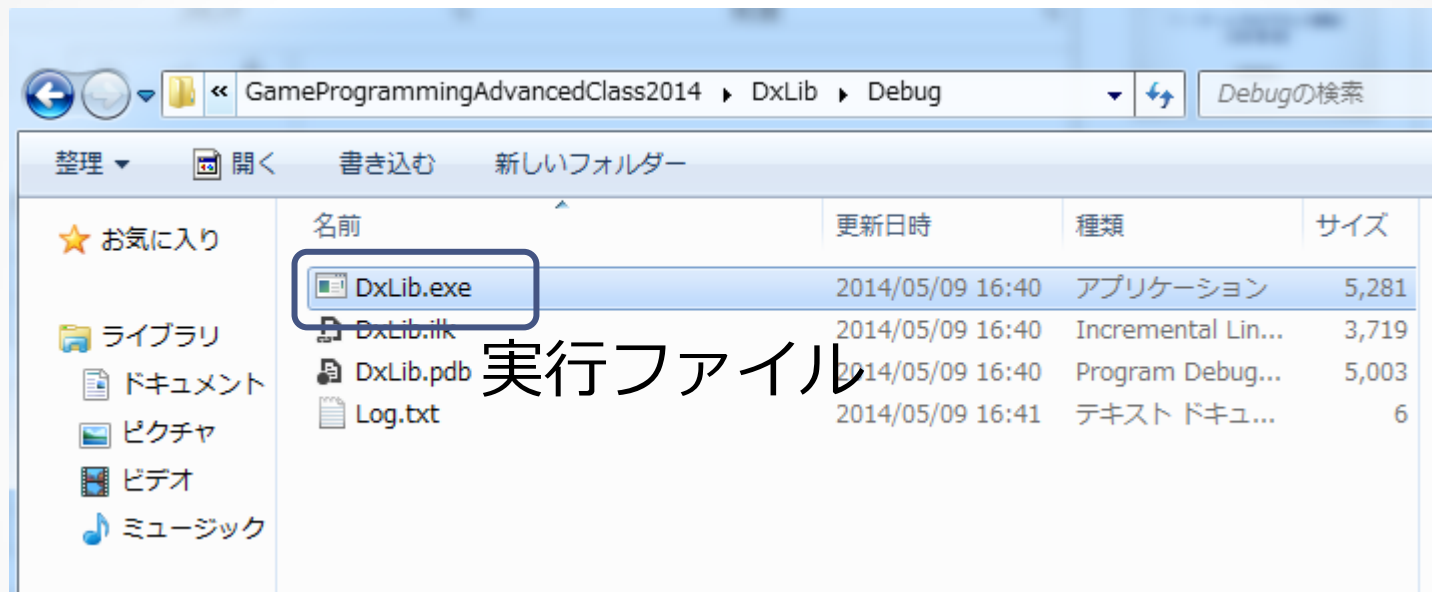 « GameProgrammingAdvancedClass2014 ▸ DxLib ▸ Debug Debugの検索
整理 ▼ 開く 書き込む 新しいフォルダー
お気に入り
ライブラリ
ドキュメント
ピクチャ
ビデオ
ミュージック
名前 更新日時 種類 サイズ
DxLib.exe 2014/05/09 16:40 アプリケーション 5,281
DxLib.ilk 2014/05/09 16:40 Incremental Lin... 3,719
DxLib.pdb 2014/05/09 16:40 Program Debug... 5,003
Log.txt 2014/05/09 16:41 テキスト ドキュ... 6
実行ファイル